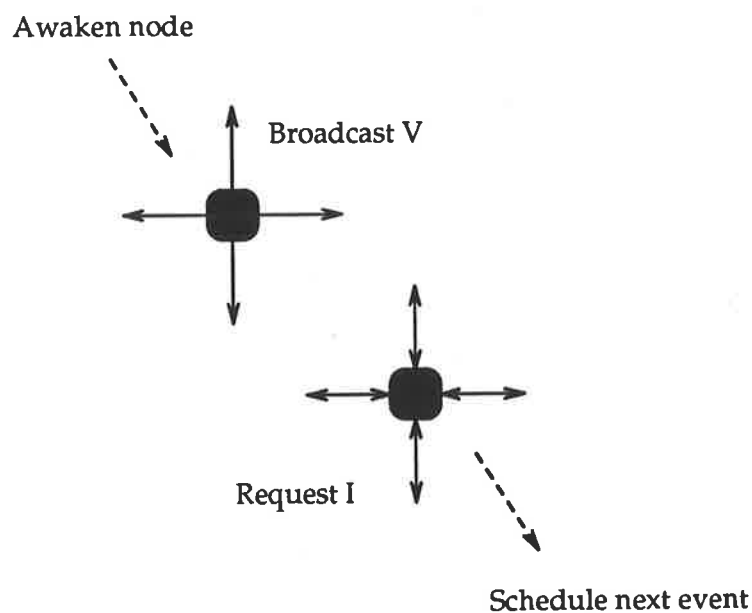 Awaken node
Broadcast V
Request I
Schedule next event